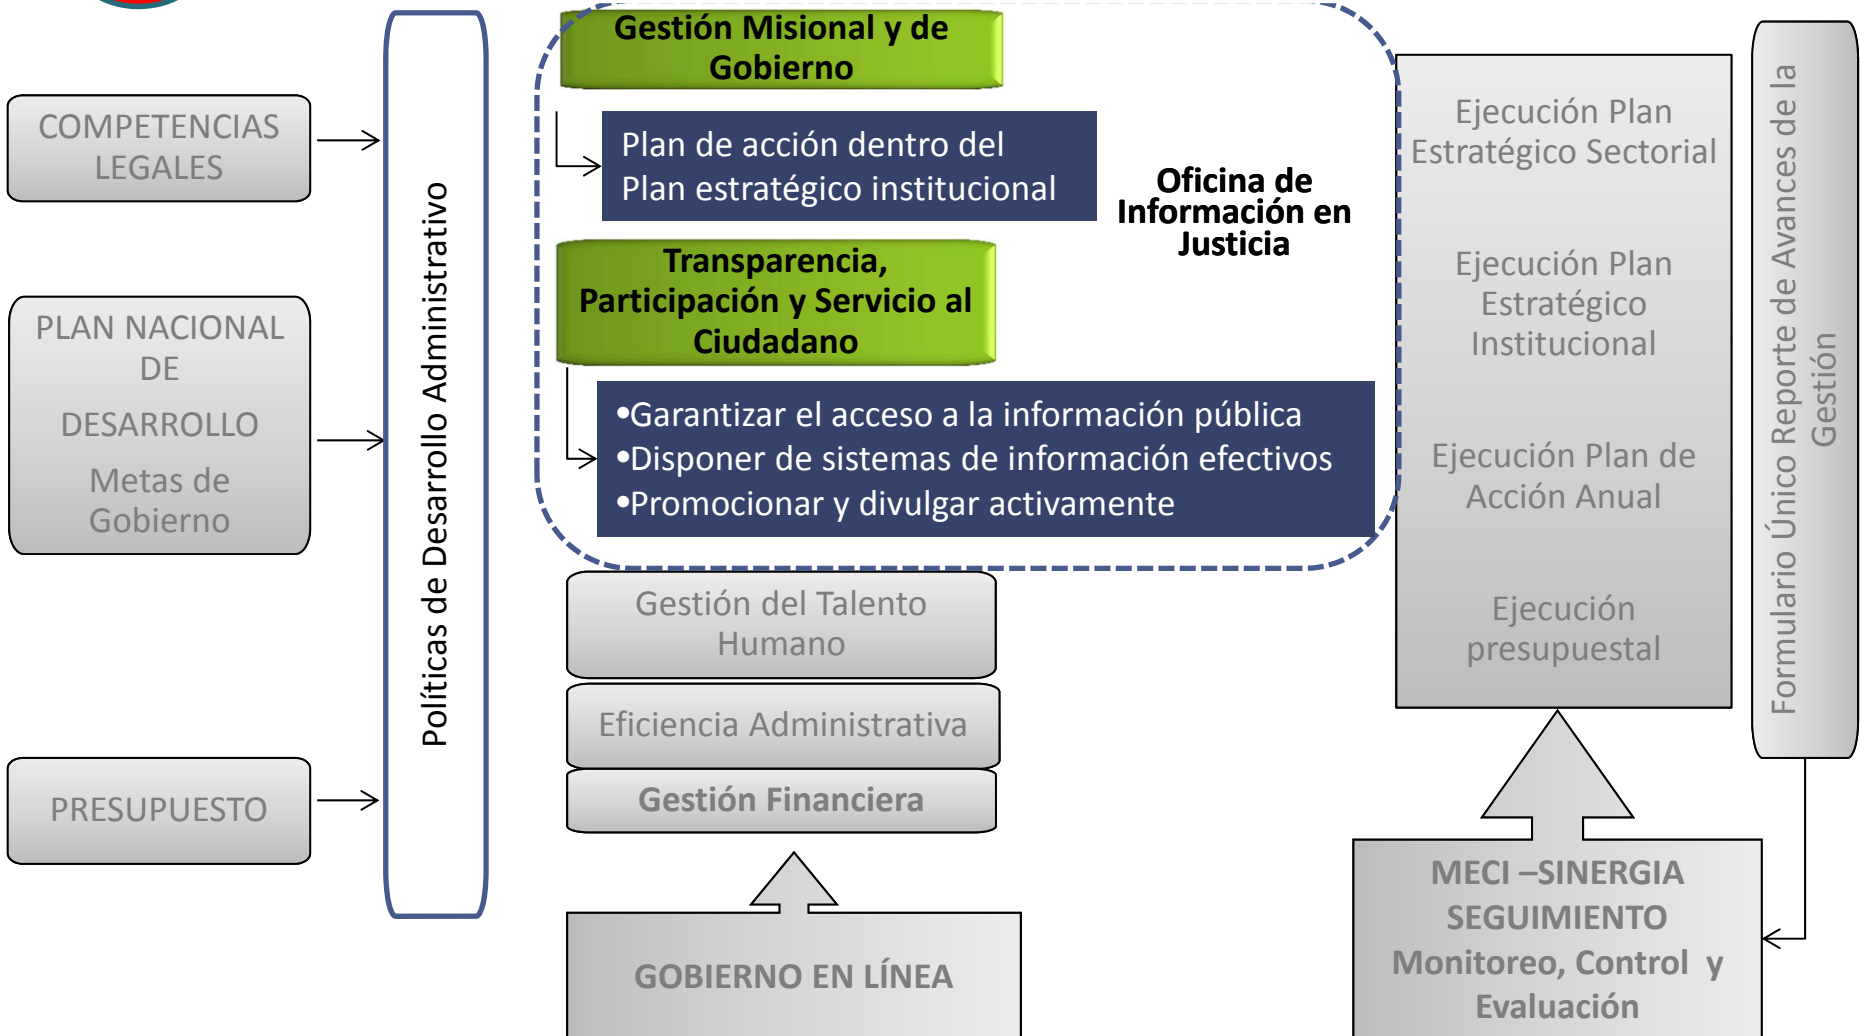 COMPETENCIAS
LEGALES
PLAN NACIONAL
DE
DESARROLLO
Metas de
Gobierno
PRESUPUESTO
Políticas de Desarrollo Administrativo
Gestión Misional y de
Gobierno
Plan de acción dentro del
Plan estratégico institucional
Oficina de
Información en
Justicia
Transparencia,
Participación y Servicio al
Ciudadano
•Garantizar el acceso a la información pública
•Disponer de sistemas de información efectivos
•Promocionar y divulgar activamente
Gestión del Talento
Humano
Eficiencia Administrativa
Gestión Financiera
GOBIERNO EN LÍNEA
Ejecución Plan
Estratégico Sectorial
Ejecución Plan
Estratégico
Institucional
Ejecución Plan de
Acción Anual
Ejecución
presupuestal
Formulario Único Reporte de Avances de la
Gestión
MECI –SINERGIA
SEGUIMIENTO
Monitoreo, Control y
Evaluación